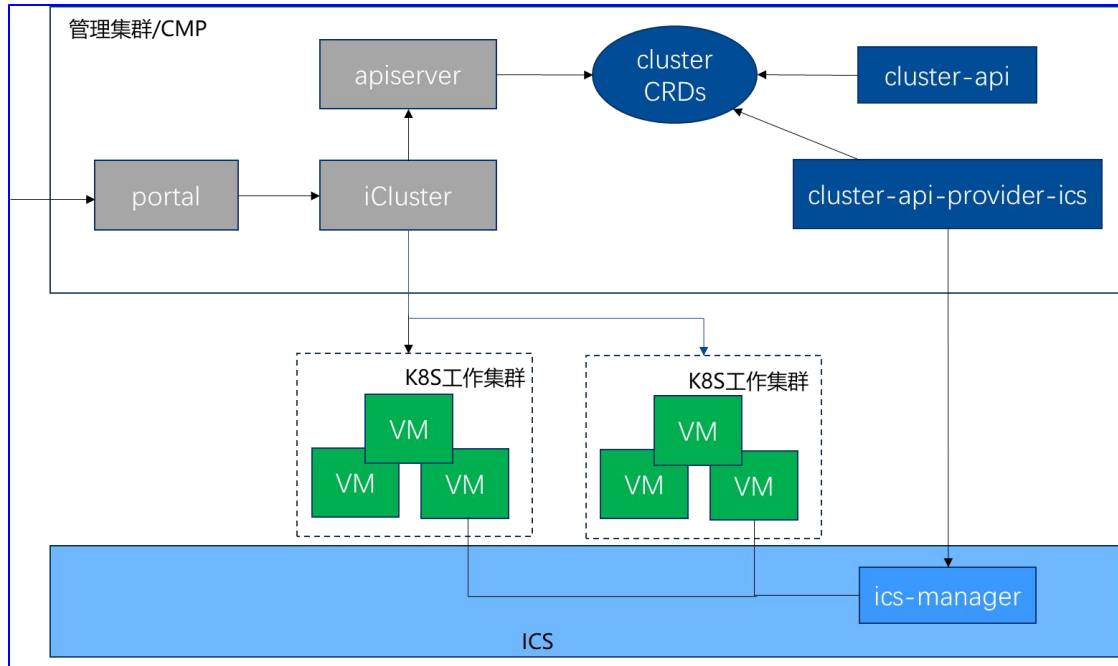 管理集群/CMP
apiserver
cluster
CRDs
cluster-api
portal
iCluster
cluster-api-provider-ics
K8S工作集群
VM
VM
VM
K8S工作集群
VM
VM
VM
ics-manager
ICS